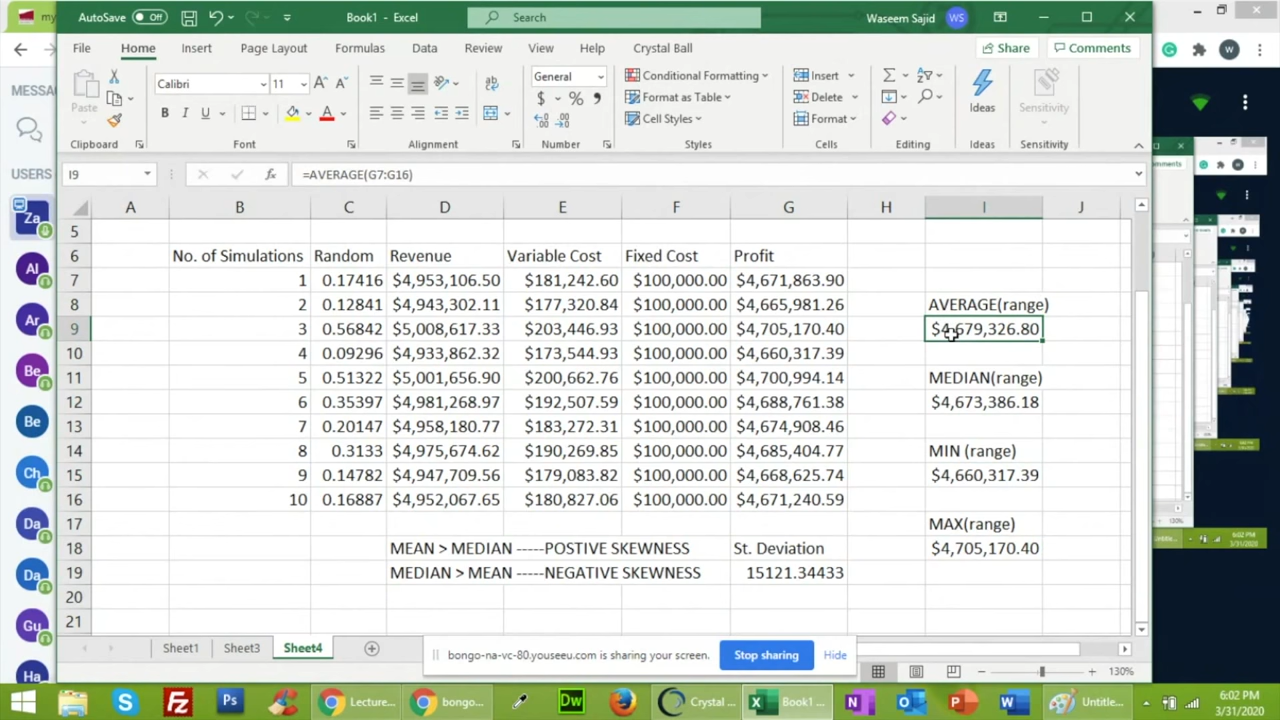 my
AutoSave Off Book1 - Excel Search Waseem Sajid WS
File Home Insert Page Layout Formulas Data Review View Help Crystal Ball Share Comments
Paste Calibri 11 General Conditional Formatting Format as Table Cell Styles Insert Delete Format Ideas Sensitivity
Clipboard Font Alignment Number Styles Cells Editing Ideas Sensitivity
I9 =AVERAGE(G7:G16)
A B C D E F G H I J
5
6 No. of Simulations Random Revenue Variable Cost Fixed Cost Profit
7 1 0.17416 $4,953,106.50 $181,242.60 $100,000.00 $4,671,863.90
8 2 0.12841 $4,943,302.11 $177,320.84 $100,000.00 $4,665,981.26 AVERAGE(range)
9 3 0.56842 $5,008,617.33 $203,446.93 $100,000.00 $4,705,170.40 $4,679,326.80
10 4 0.09296 $4,933,862.32 $173,544.93 $100,000.00 $4,660,317.39
11 5 0.51322 $5,001,656.90 $200,662.76 $100,000.00 $4,700,994.14 MEDIAN(range)
12 6 0.35397 $4,981,268.97 $192,507.59 $100,000.00 $4,688,761.38 $4,673,386.18
13 7 0.20147 $4,958,180.77 $183,272.31 $100,000.00 $4,674,908.46
14 8 0.3133 $4,975,674.62 $190,269.85 $100,000.00 $4,685,404.77 MIN (range)
15 9 0.14782 $4,947,709.56 $179,083.82 $100,000.00 $4,668,625.74 $4,660,317.39
16 10 0.16887 $4,952,067.65 $180,827.06 $100,000.00 $4,671,240.59
17 MAX(range)
18 MEAN > MEDIAN -----POSTIVE SKEWNESS St. Deviation $4,705,170.40
19 MEDIAN > MEAN -----NEGATIVE SKEWNESS 15121.34433
20
21
Sheet1 Sheet3 Sheet4
bongo-na-vc-80.youseeu.com is sharing your screen. Stop sharing Hide
130%
MESSA
USERS
Za
Al
Ar
Be
Be
Ch
Da
Da
Gu
Ha
W
Lecture... bongo... Crystal ... Book1 ... Untitle...
6:02 PM
3/31/2020